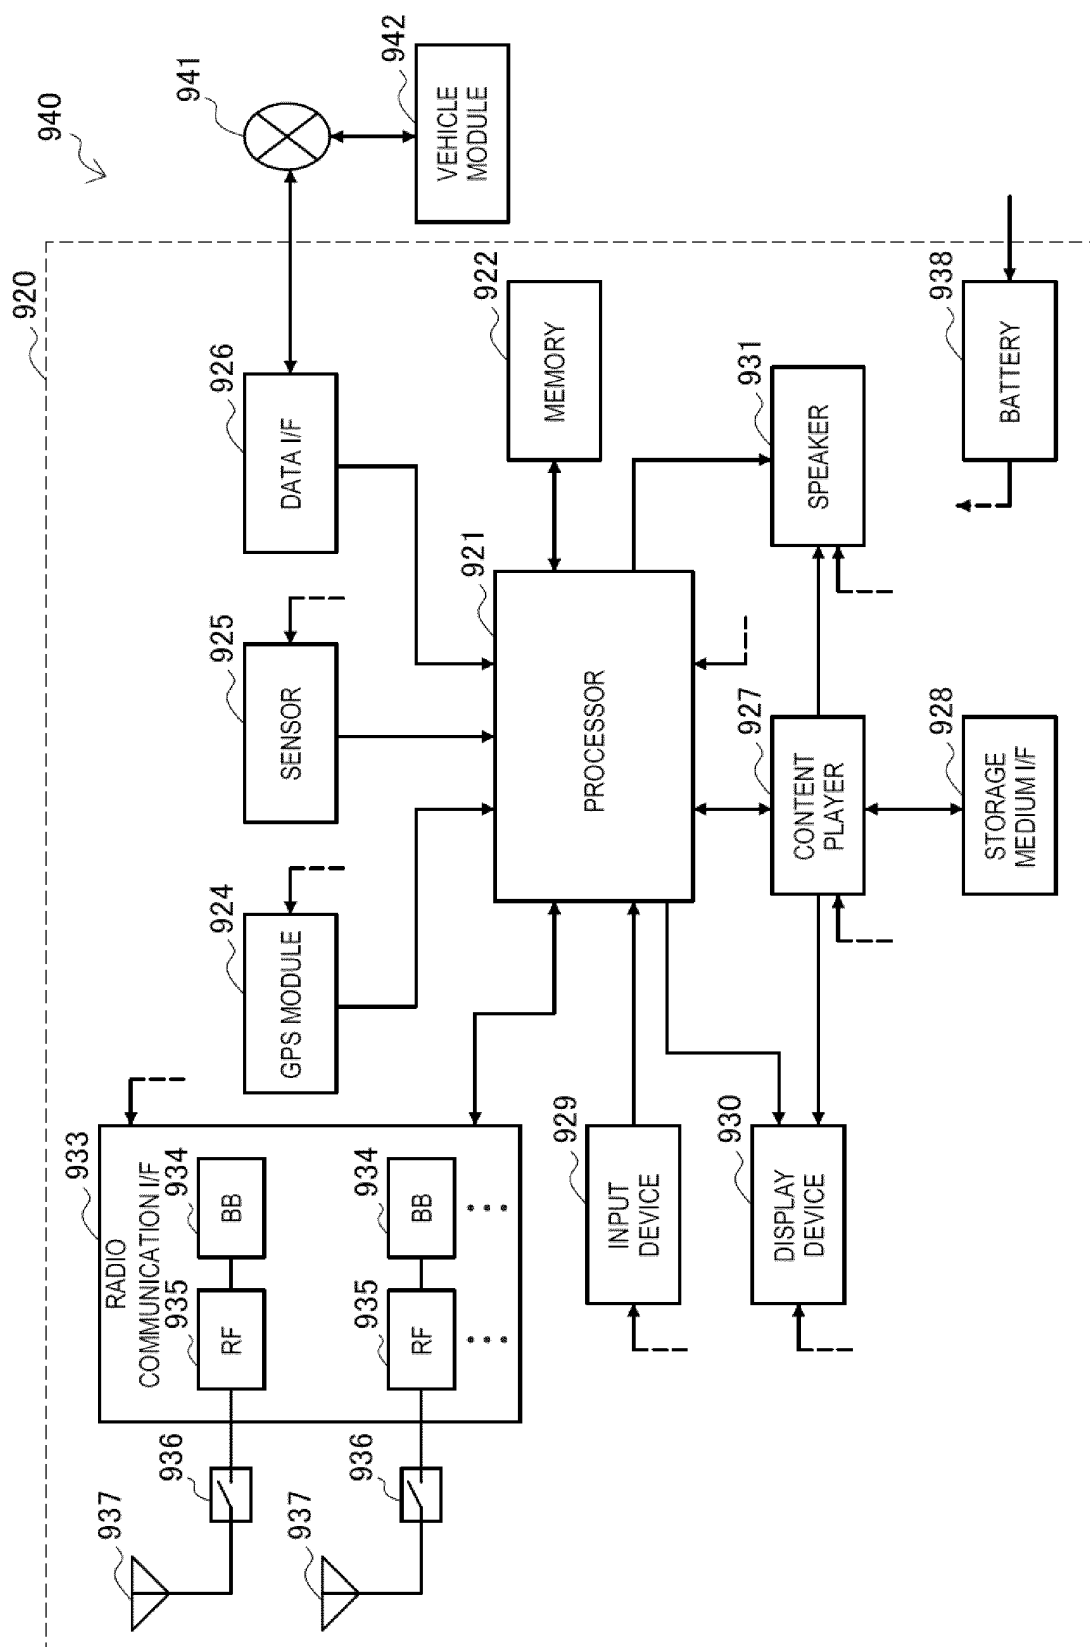 940
920
941
942
VEHICLE
MODULE
933
RADIO
COMMUNICATION I/F
934
BB
935
RF
934
BB
935
RF
936
936
937
937
924
GPS MODULE
925
SENSOR
926
DATA I/F
921
PROCESSOR
922
MEMORY
929
INPUT
DEVICE
930
DISPLAY
DEVICE
927
CONTENT
PLAYER
931
SPEAKER
928
STORAGE
MEDIUM I/F
938
BATTERY